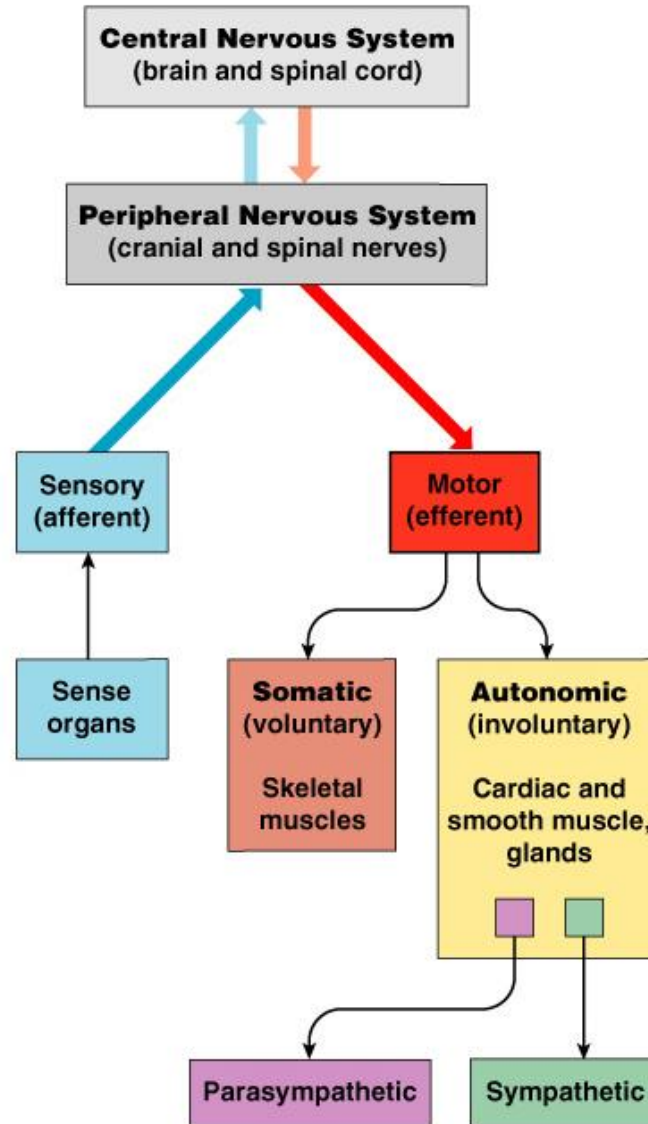 Central Nervous System
(brain and spinal cord)
Peripheral Nervous System
(cranial and spinal nerves)
Sensory
(afferent)
Motor
(efferent)
Sense
organs
Somatic
(voluntary)
Skeletal
muscles
Autonomic
(involuntary)
Cardiac and
smooth muscle,
glands
Parasympathetic
Sympathetic